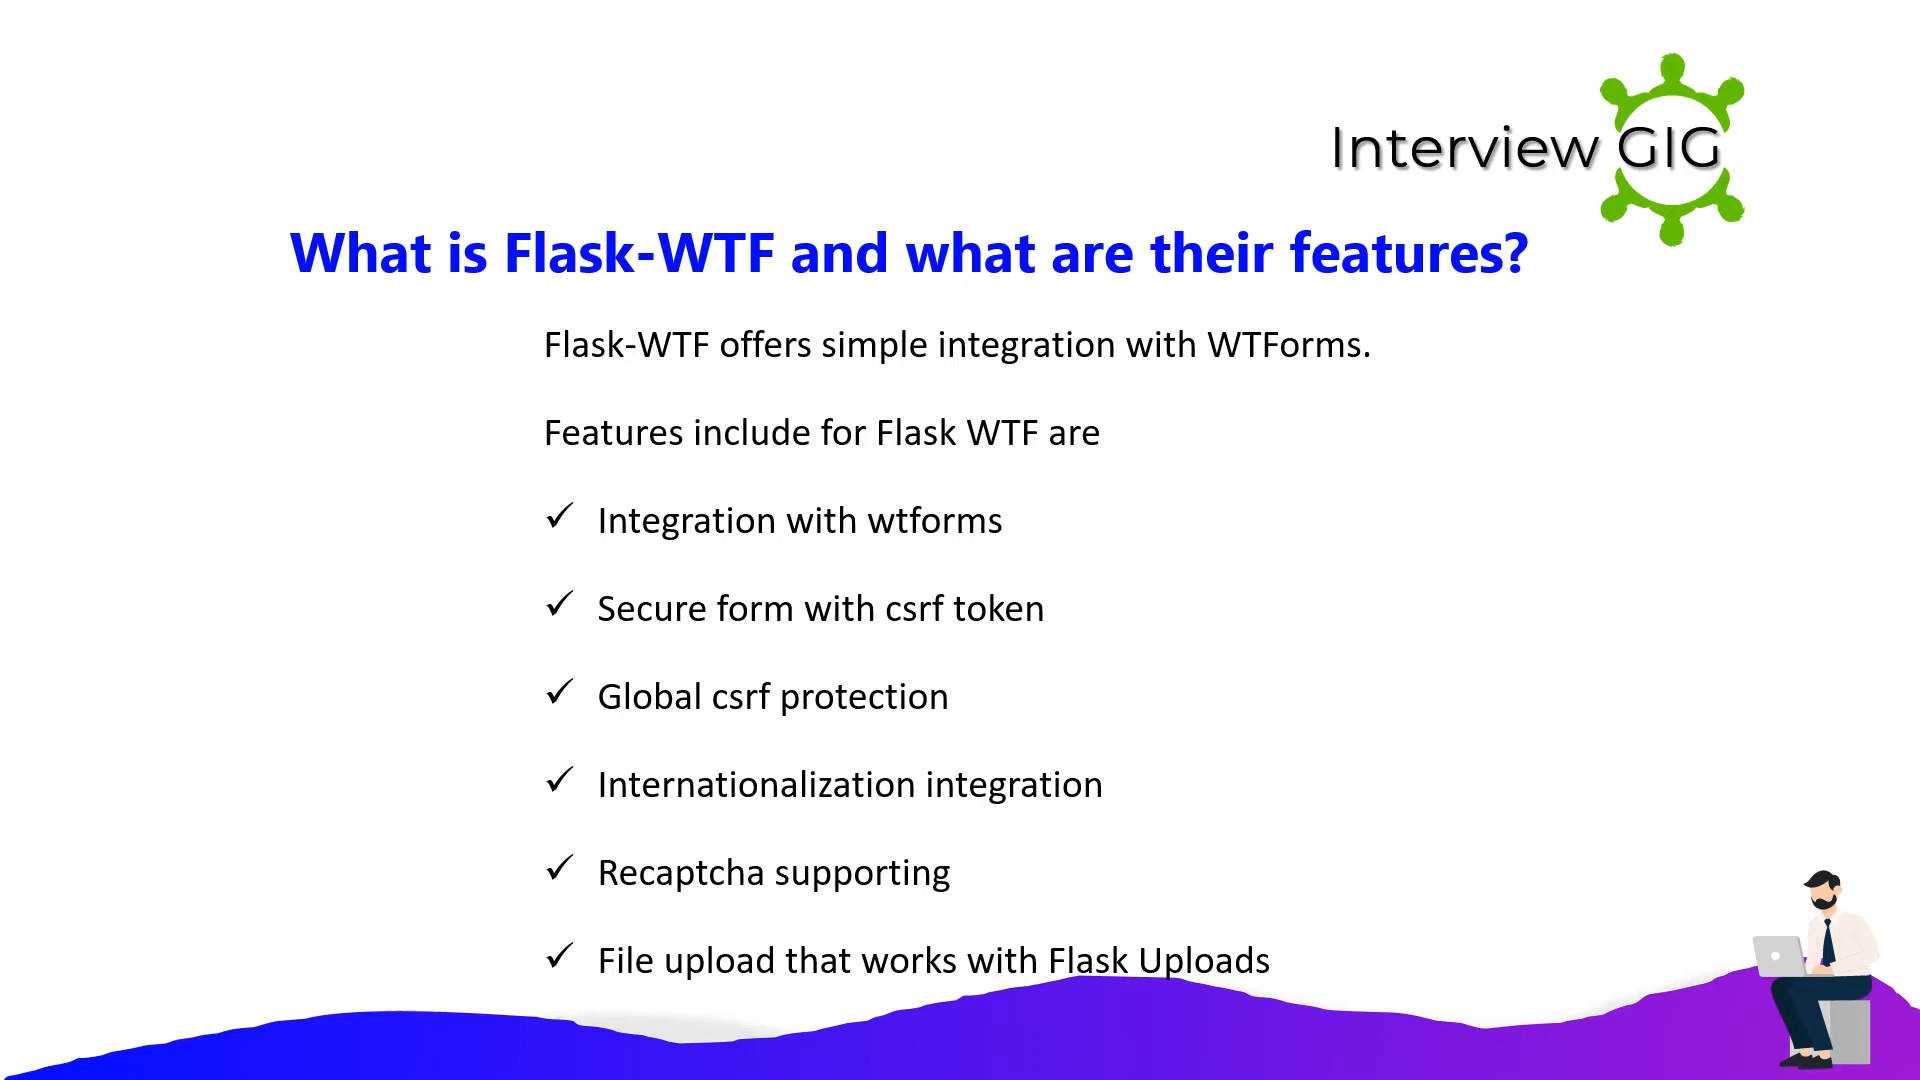 Interview GIG
What is Flask-WTF and what are their features?
Flask-WTF offers simple integration with WTForms.
Features include for Flask WTF are
✓ Integration with wtforms
✓ Secure form with csrf token
✓ Global csrf protection
✓ Internationalization integration
✓ Recaptcha supporting
✓ File upload that works with Flask Uploads